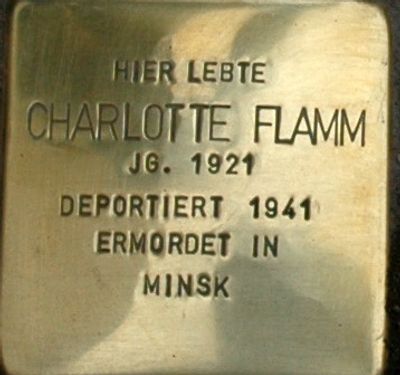 HIER LEBTE
CHARLOTTE FLAMM
JG. 1921
DEPORTIERT 1941
ERMORDET IN
MINSK